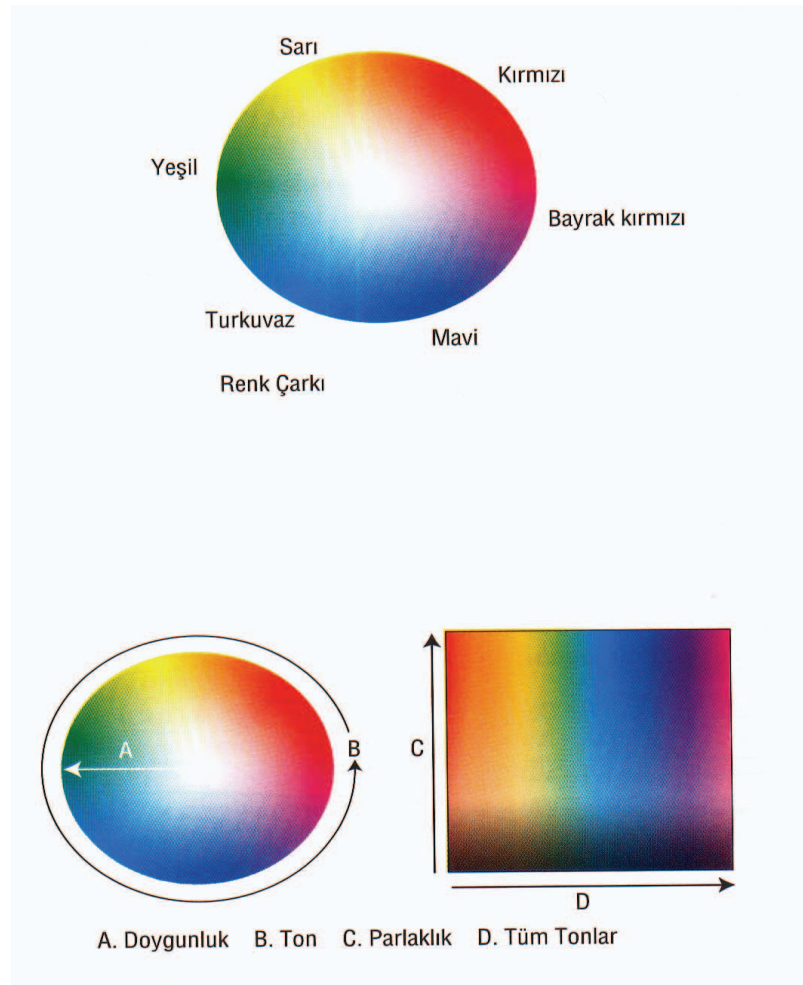 Sarı
Kırmızı
Yeşil
Bayrak kırmızı
Turkuvaz
Mavi
Renk Çarkı
A
B
C
D
A. Doygunluk B. Ton C. Parlaklık D. Tüm Tonlar